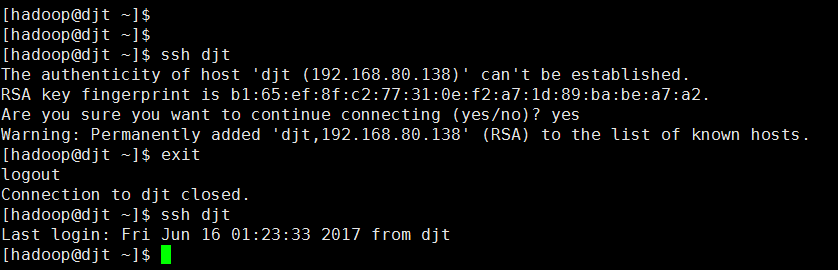 [hadoop@djt ~]$
[hadoop@djt ~]$
[hadoop@djt ~]$ ssh djt
The authenticity of host 'djt (192.168.80.138)' can't be established.
RSA key fingerprint is b1:65:ef:8f:c2:77:31:0e:f2:a7:1d:89:ba:be:a7:a2.
Are you sure you want to continue connecting (yes/no)? yes
Warning: Permanently added 'djt,192.168.80.138' (RSA) to the list of known hosts.
[hadoop@djt ~]$ exit
logout
Connection to djt closed.
[hadoop@djt ~]$ ssh djt
Last login: Fri Jun 16 01:23:33 2017 from djt
[hadoop@djt ~]$